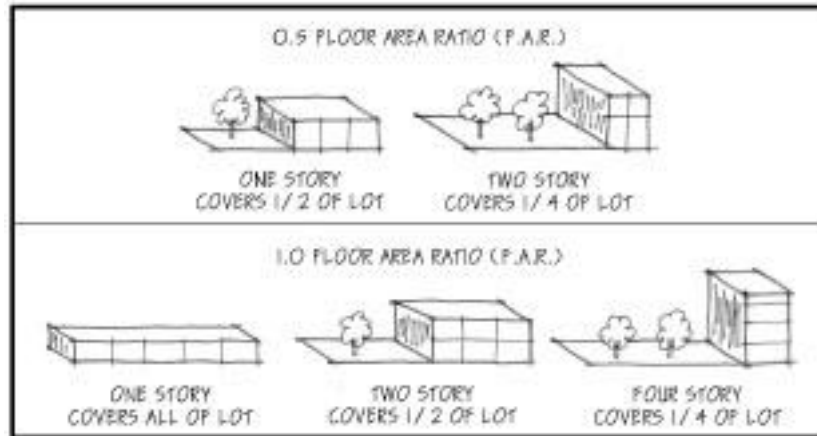 0.5 FLOOR AREA RATIO (F.A.R.)
ONE STORY
COVERS 1/2 OF LOT
TWO STORY
COVERS 1/4 OF LOT
1.0 FLOOR AREA RATIO (F.A.R.)
ONE STORY
COVERS ALL OF LOT
TWO STORY
COVERS 1/2 OF LOT
FOUR STORY
COVERS 1/4 OF LOT